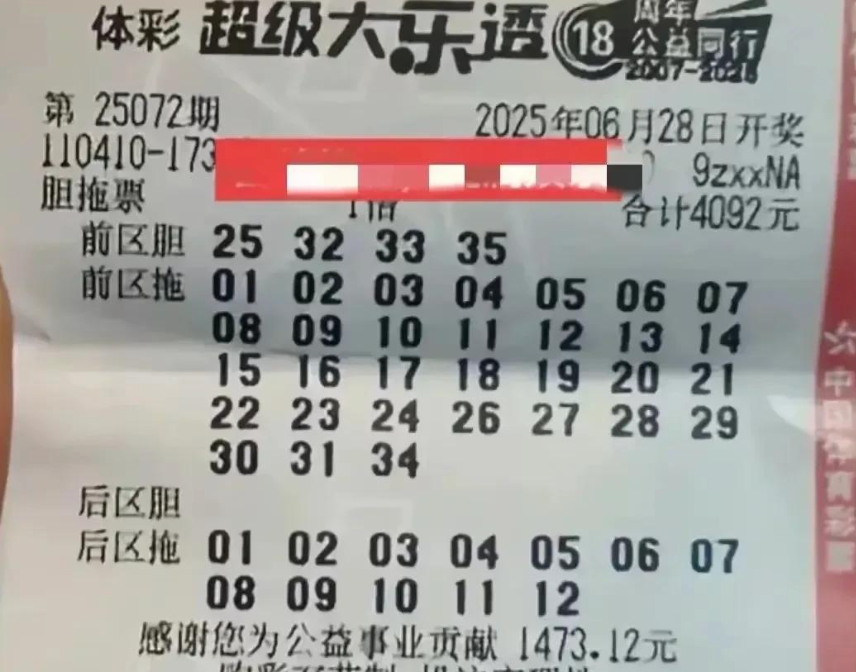 体彩 超级大乐透 18周年公益同行
第 25072期 2025年06月28日开奖
110410-173 9zxxNA
胆拖票 1倍 合计4092元
前区胆 25 32 33 35
前区拖 01 02 03 04 05 06 07
08 09 10 11 12 13 14
15 16 17 18 19 20 21
22 23 24 26 27 28 29
30 31 34
后区胆
后区拖 01 02 03 04 05 06 07
08 09 10 11 12
感谢您为公益事业贡献 1473.12元
中国体育彩票